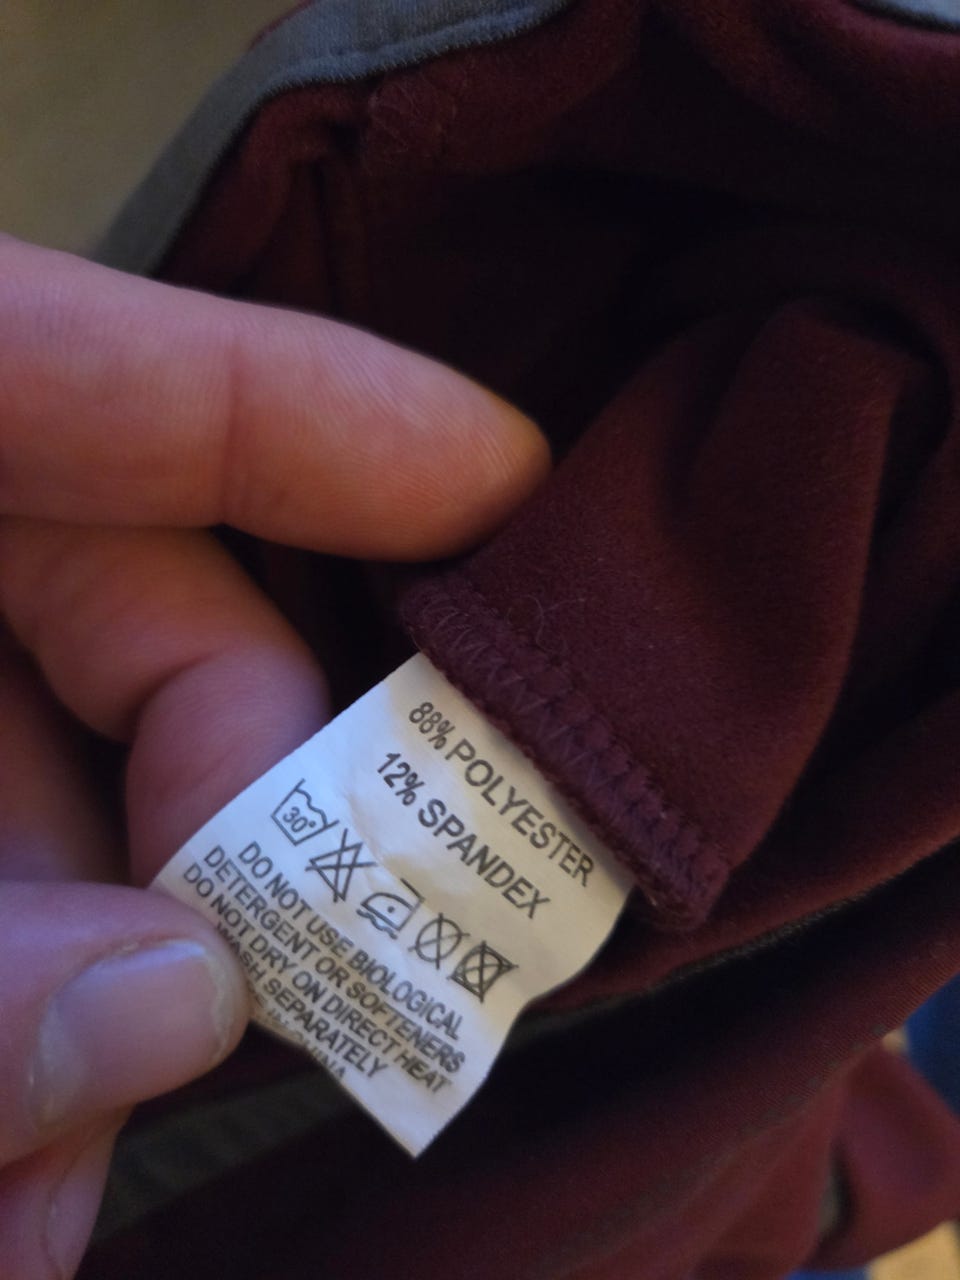 88% POLYESTER
12% SPANDEX
30°
DO NOT USE BIOLOGICAL
DETERGENT OR SOFTENERS
DO NOT DRY ON DIRECT HEAT
WASH SEPARATELY
CHINA